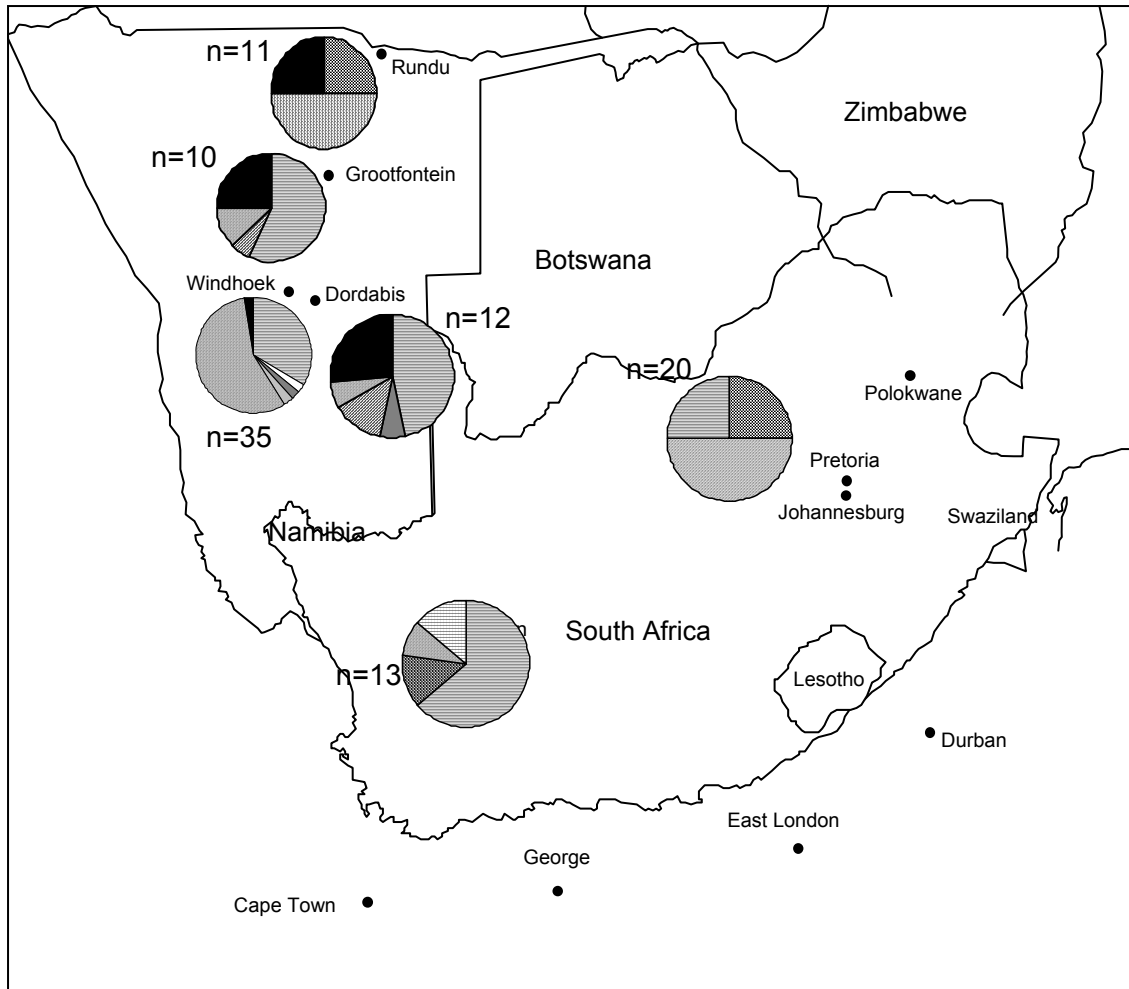 n=11
Rundu
Zimbabwe
n=10
Grootfontein
Botswana
Windhoek
Dordabis
n=12
n=20
Polokwane
n=35
Pretoria
Johannesburg
Swaziland
Namibia
South Africa
n=13
Lesotho
Durban
East London
George
Cape Town